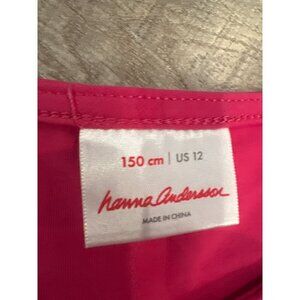 150 cm | US 12
hanna andersson
MADE IN CHINA